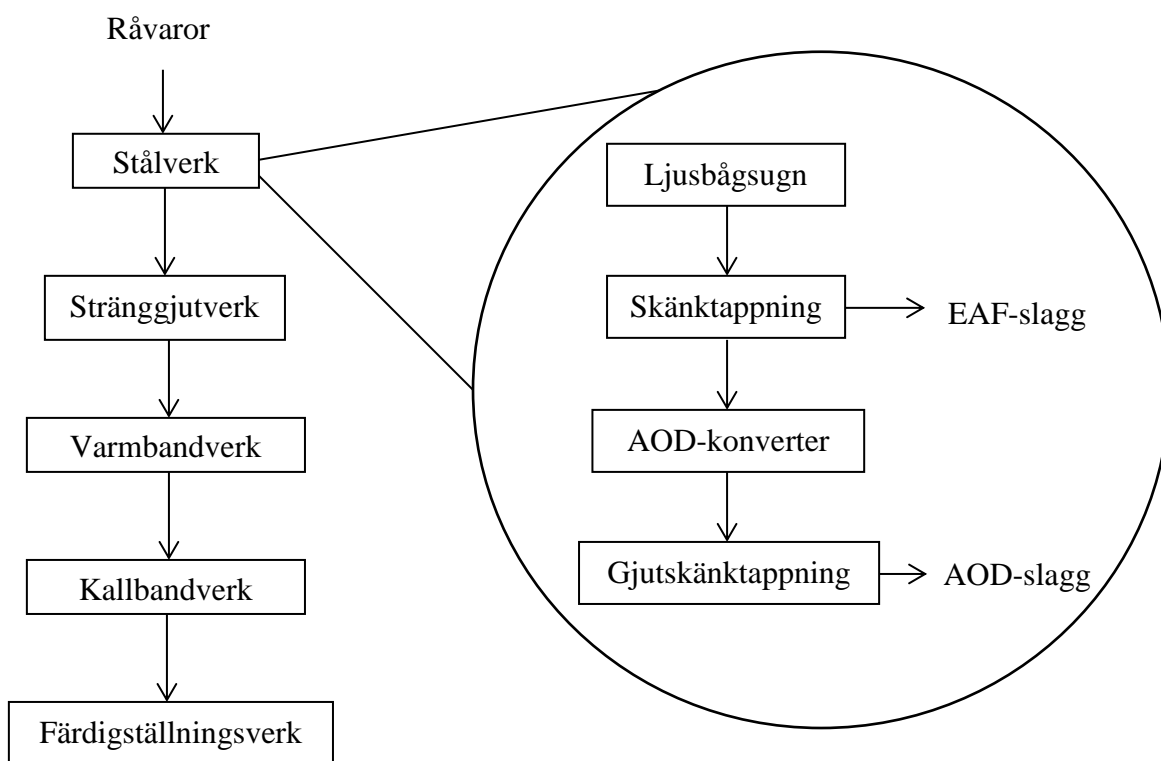 Råvaror
Stålverk
Stränggjutverk
Varmbandverk
Kallbandverk
Färdigställningsverk
Ljusbågsugn
Skänktappning
EAF-slagg
AOD-konverter
Gjutskänktappning
AOD-slagg